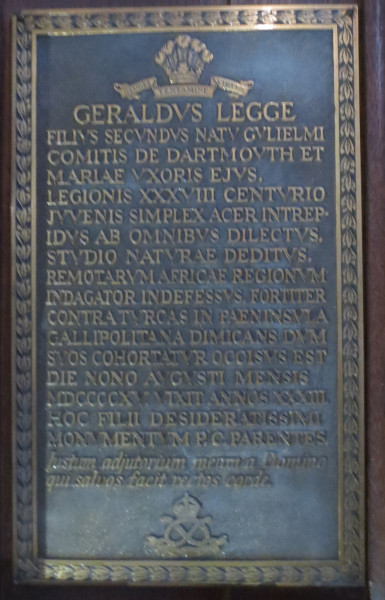 GERALDVS LEGGE
FILIVS SECVNDVS NATV GVLIELMI
COMITIS DE DARTMOVTH ET
MARIAE VXORIS EJVS.
LEGIONIS XXXVIII CENTVRIO
JVVENIS SIMPLEX ACER INTREP-
IDVS AB OMNIBVS DILECTVS.
STVDIO NATVRAE DEDITVS.
REMOTARVM AFRICAE REGIONVM
INDAGATOR INDEFESSVS. FORTITER
CONTRA TVRCAS IN PAENINSVLA
GALLIPOLITANA DIMICANS DVM
SVOS COHORTATVR OCCISVS EST
DIE NONO AVGVSTI MENSIS
MDCCCCXV VIXIT ANNOS XXXIII.
HOC FILII DESIDERATISSIMI
MONVMENTVM P.C. PARENTES.
Justum adjutorium meum a Domino
qui salvos facit rectos corde.